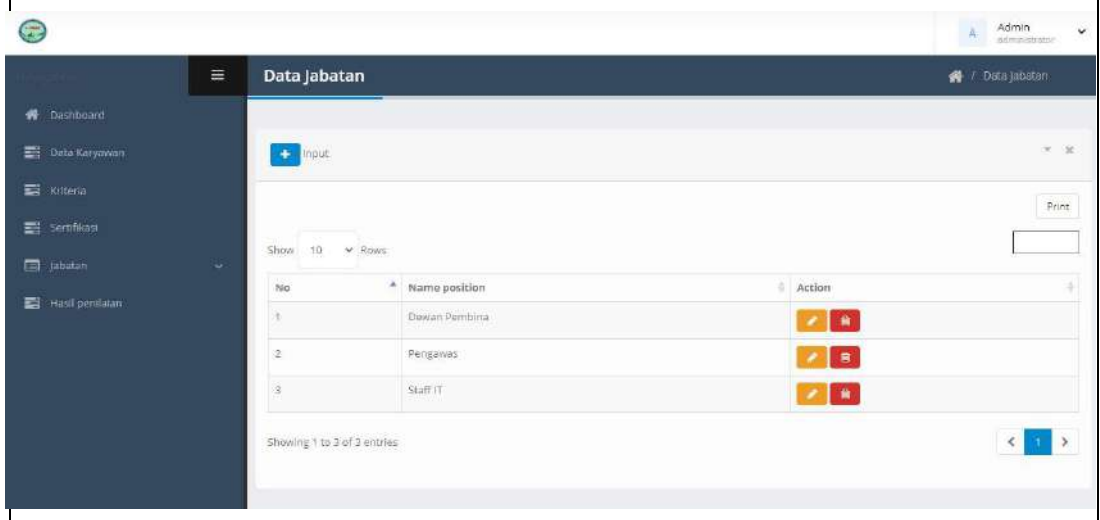 A
Admin
administrator
Data Jabatan
/ Data Jabatan
Dashboard
Data Karyawan
Kriteria
Sertifikasi
Jabatan
Hasil penilaian
+ Input
Print
Show 10 Rows
No Name position Action
1 Dewan Pembina
2 Pengawas
3 Staff IT
Showing 1 to 3 of 3 entries
< 1 >